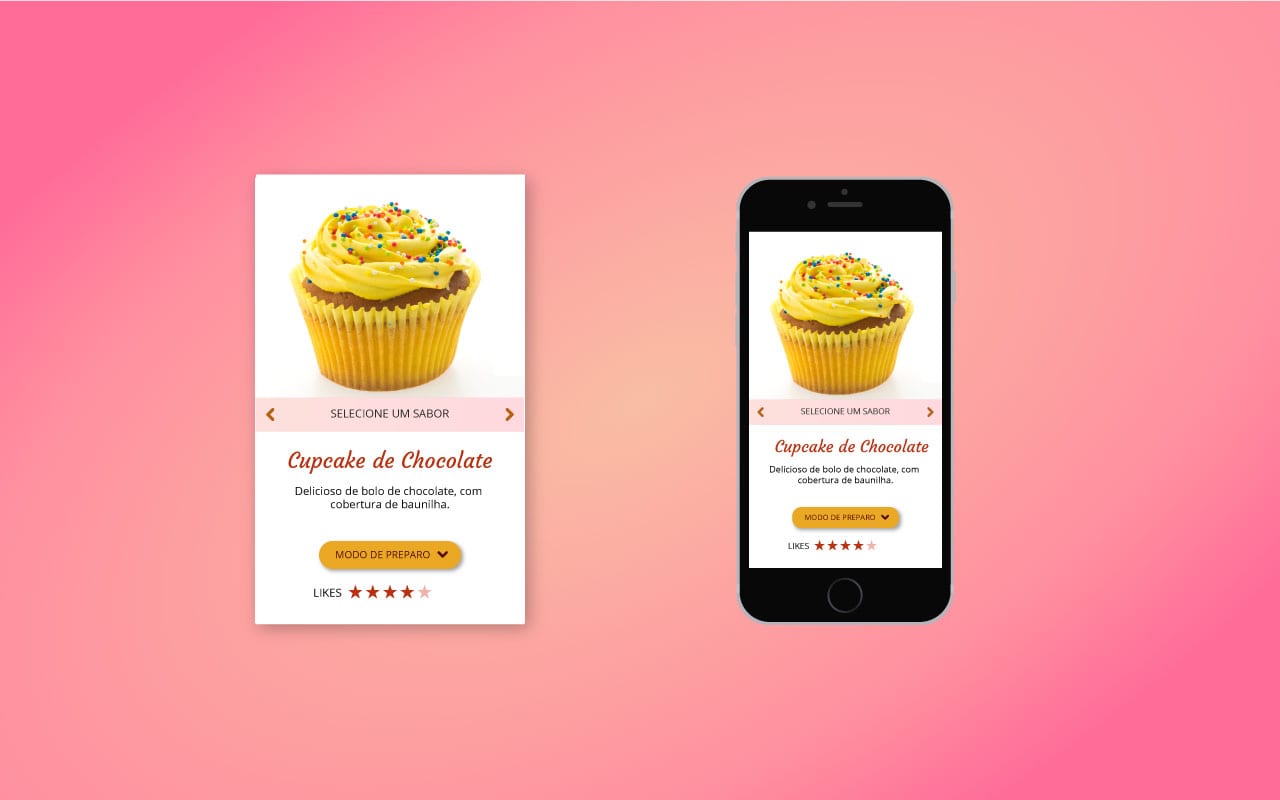 SELECIONE UM SABOR
Cupcake de Chocolate
Delicioso de bolo de chocolate, com
cobertura de baunilha.
MODO DE PREPARO
LIKES
SELECIONE UM SABOR
Cupcake de Chocolate
Delicioso de bolo de chocolate, com
cobertura de baunilha.
MODO DE PREPARO
LIKES